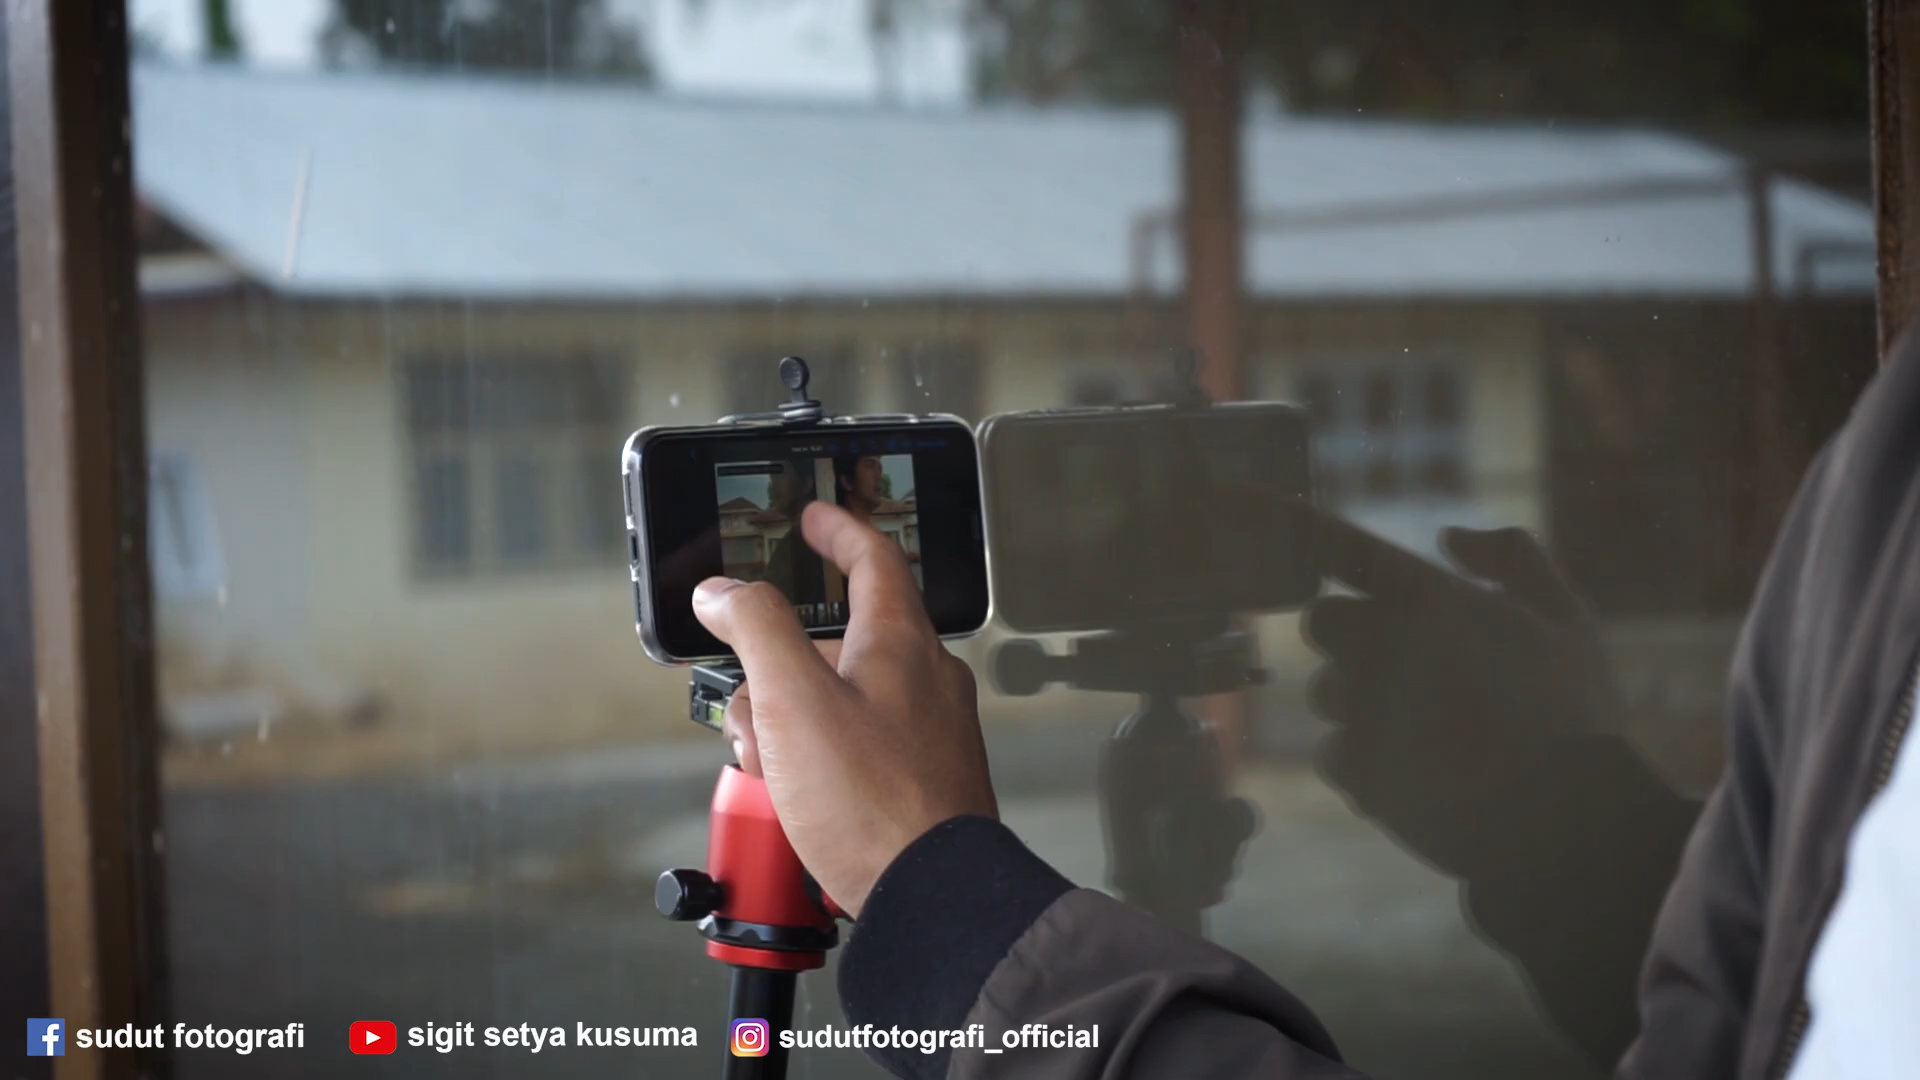 sudut fotografi
sigit setya kusuma
sudutfotografi_official